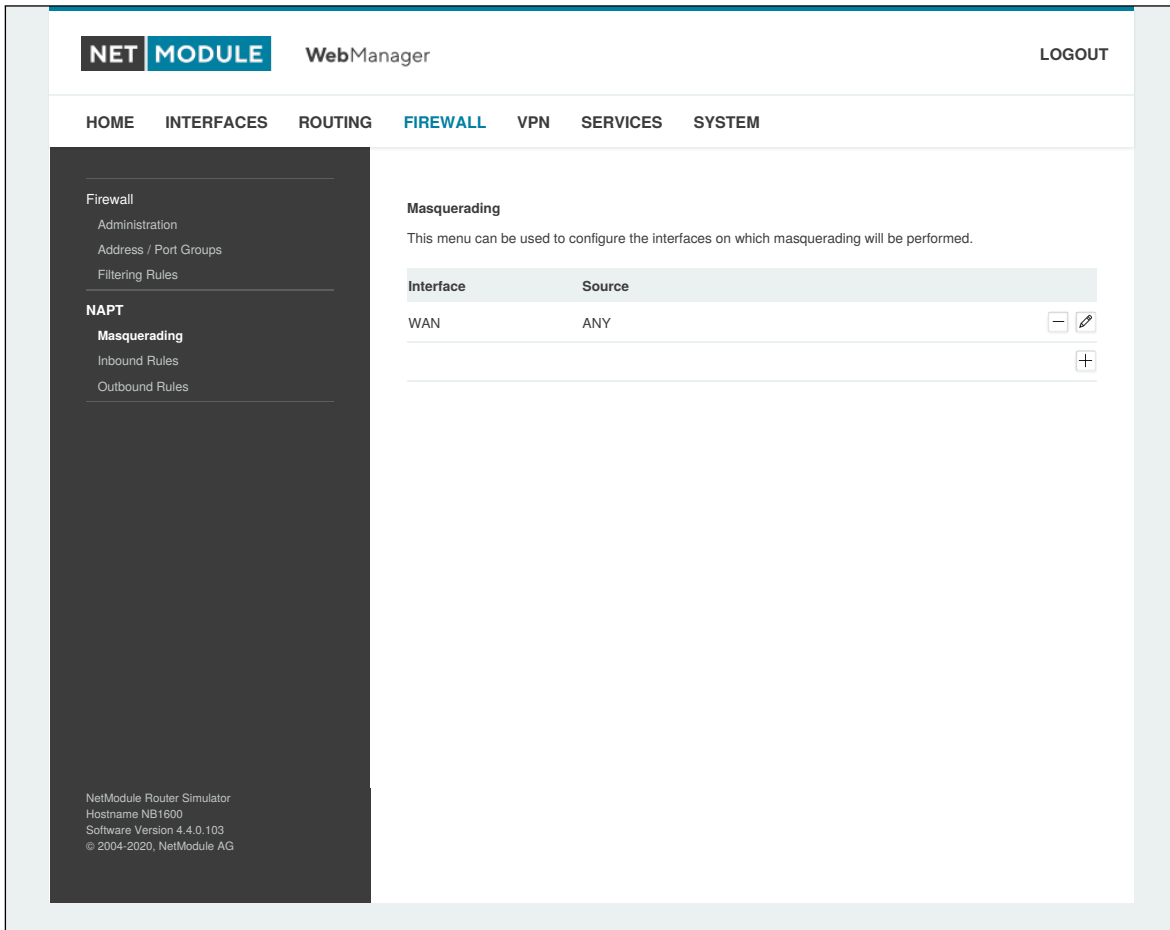 NET MODULE WebManager LOGOUT
HOME INTERFACES ROUTING FIREWALL VPN SERVICES SYSTEM
Firewall
Administration
Address / Port Groups
Filtering Rules
NAPT
Masquerading
Inbound Rules
Outbound Rules
Masquerading
This menu can be used to configure the interfaces on which masquerading will be performed.
Interface Source
WAN ANY
NetModule Router Simulator
Hostname NB1600
Software Version 4.4.0.103
© 2004-2020, NetModule AG